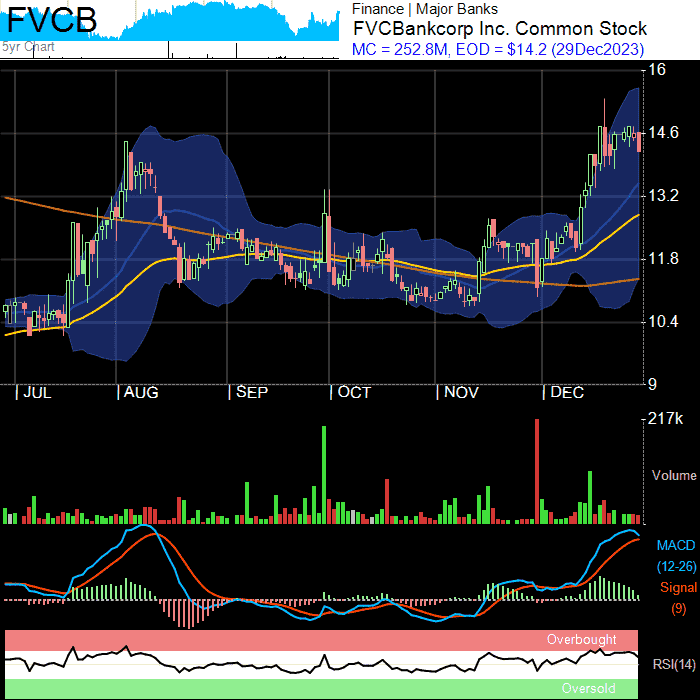 FVCB
5yr Chart
Finance | Major Banks
FVCBankcorp Inc. Common Stock
MC = 252.8M, EOD = $14.2 (29Dec2023)
16
14.6
13.2
11.8
10.4
9
JUL AUG SEP OCT NOV DEC
217k
Volume
MACD
(12-26)
Signal
(9)
Overbought
RSI(14)
Oversold